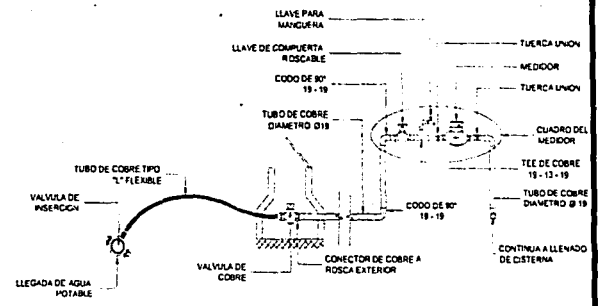 LLAVE PARA
MANGUERA
LLAVE DE COMPUERTA
ROSCABLE
CODO DE 90°
19 - 19
TUBO DE COBRE
DIAMETRO Ø19
TUERCA UNION
MEDIDOR
TUERCA UNION
CUADRO DEL
MEDIDOR
TEE DE COBRE
19 - 13 - 19
TUBO DE COBRE
DIAMETRO Ø 19
CONTINUA A LLENADO
DE CISTERNA
CODO DE 90°
19 - 19
CONECTOR DE COBRE A
ROSCA EXTERIOR
VALVULA DE
COBRE
TUBO DE COBRE TIPO
"L" FLEXIBLE
VALVULA DE
INSERCION
LLEGADA DE AGUA
POTABLE